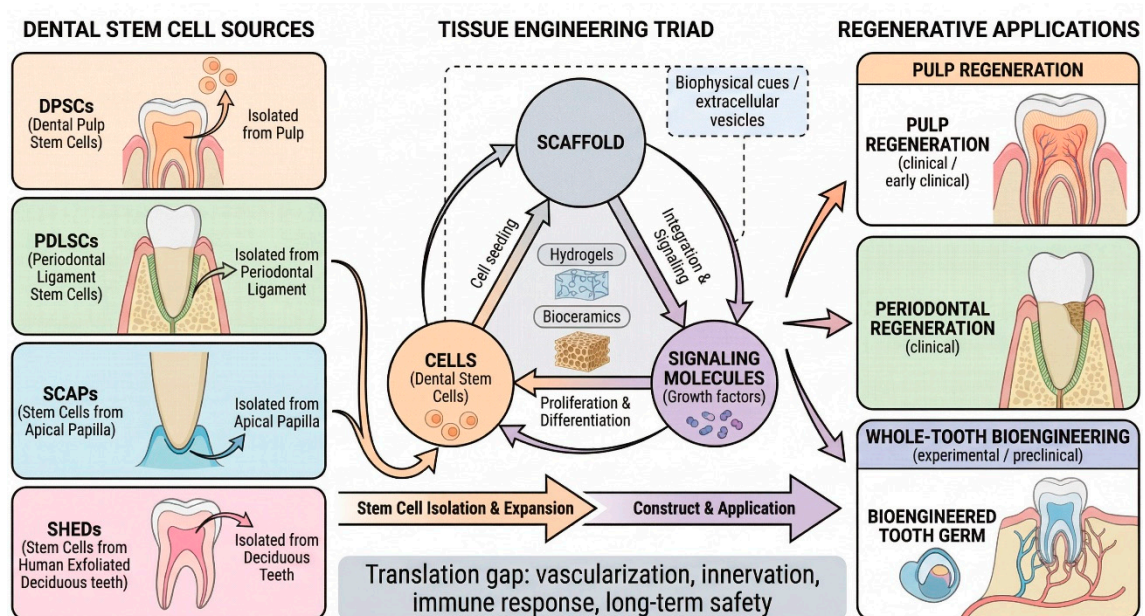 DENTAL STEM CELL SOURCES
DPSCs
(Dental Pulp
Stem Cells)
Isolated
from Pulp
PDLSCs
(Periodontal
Ligament
Stem Cells)
Isolated from
Periodontal
Ligament
SCAPs
(Stem Cells from
Apical Papilla)
Isolated from
Apical Papilla
SHEDs
(Stem Cells from
Human Exfoliated
Deciduous teeth)
Isolated from
Deciduous
Teeth
TISSUE ENGINEERING TRIAD
Biophysical cues /
extracellular
vesicles
SCAFFOLD
Cell seeding
Integration &
Signaling
Hydrogels
Bioceramics
CELLS
(Dental Stem
Cells)
SIGNALING
MOLECULES
(Growth factors)
Proliferation &
Differentiation
Stem Cell Isolation & Expansion
Construct & Application
Translation gap: vascularization, innervation,
immune response, long-term safety
REGENERATIVE APPLICATIONS
PULP REGENERATION
PULP
REGENERATION
(clinical /
early clinical)
PERIODONTAL
REGENERATION
(clinical)
WHOLE-TOOTH BIOENGINEERING
(experimental / preclinical)
BIOENGINEERED
TOOTH GERM